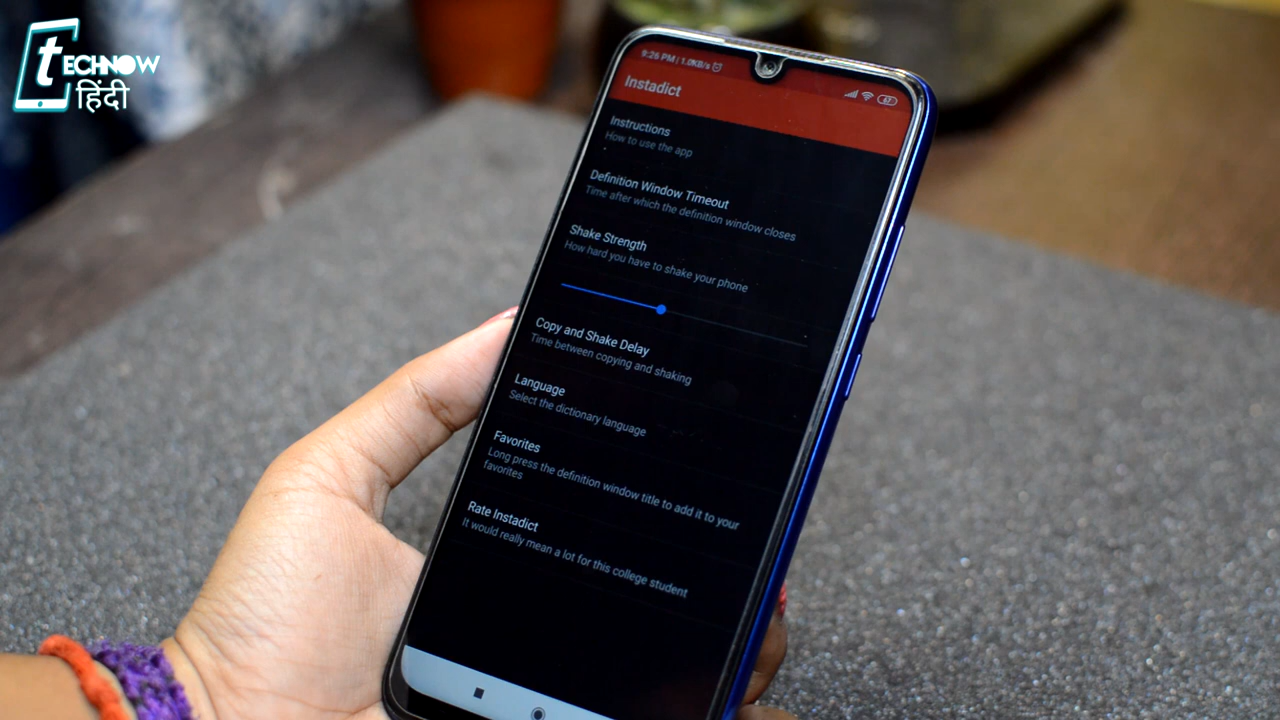 tECHNOW
हिंदी
9:26 PM | 1.0KB/s
67
Instadict
Instructions
How to use the app
Definition Window Timeout
Time after which the definition window closes
Shake Strength
How hard you have to shake your phone
Copy and Shake Delay
Time between copying and shaking
Language
Select the dictionary language
Favorites
Long press the definition window title to add it to your
favorites
Rate Instadict
It would really mean a lot for this college student